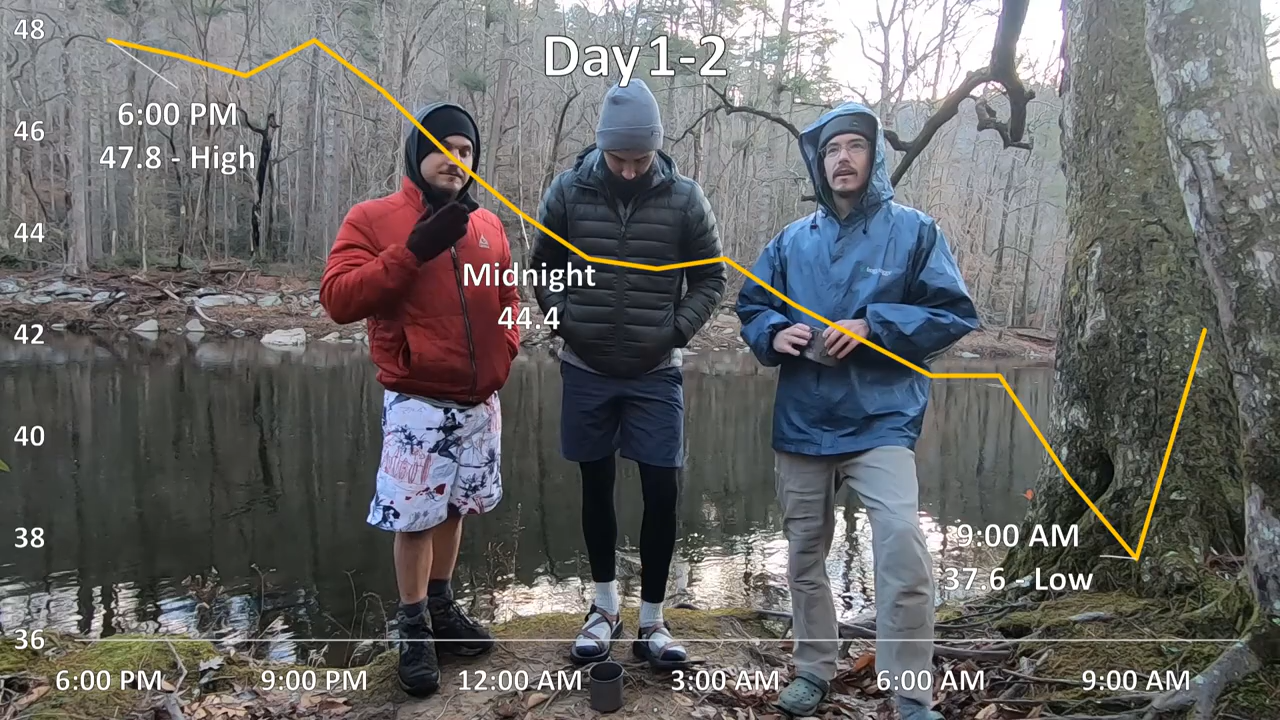 Day 1-2
48
46
44
42
40
38
36
6:00 PM
47.8 - High
Midnight
44.4
9:00 AM
37.6 - Low
6:00 PM
9:00 PM
12:00 AM
3:00 AM
6:00 AM
9:00 AM